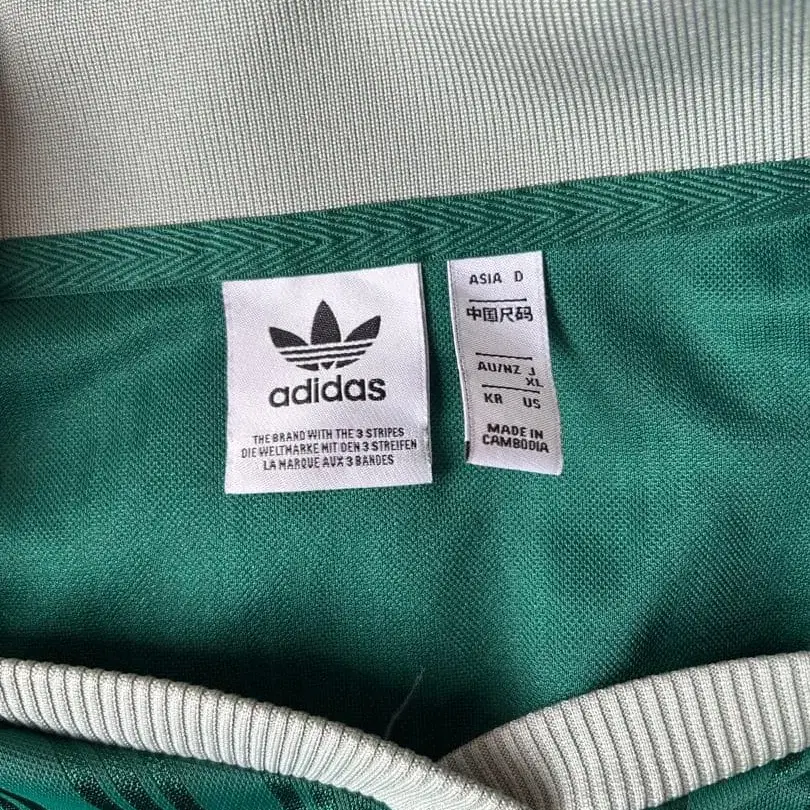 adidas
THE BRAND WITH THE 3 STRIPES
DIE WELTMARKE MIT DEN 3 STREIFEN
LA MARQUE AUX 3 BANDES
ASIA D
中国尺码
AU/NZ J
XL
KR US
MADE IN
CAMBODIA